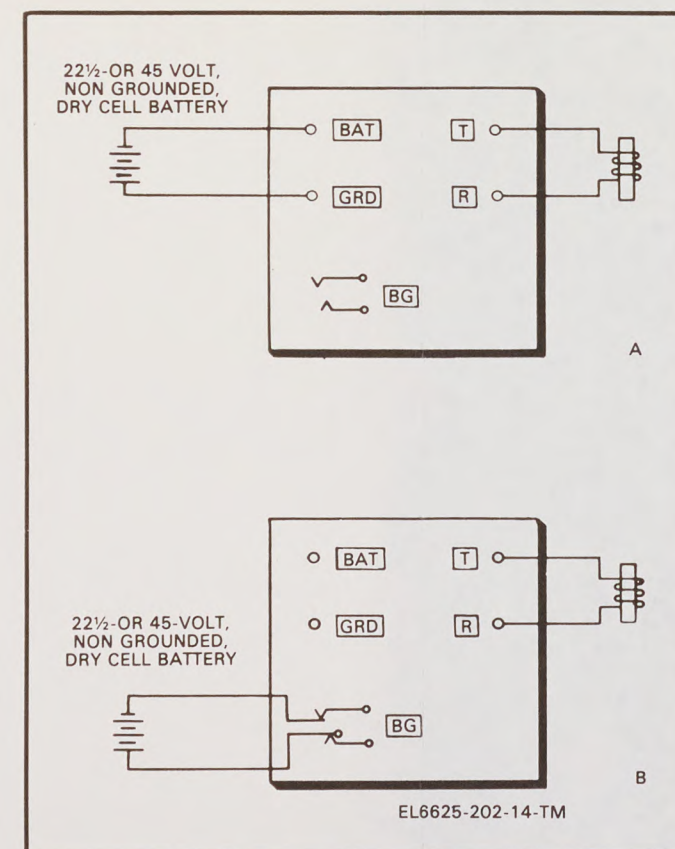 22½-OR 45 VOLT,
NON GROUNDED,
DRY CELL BATTERY
BAT
T
GRD
R
BG
A
BAT
T
GRD
R
22½-OR 45-VOLT,
NON GROUNDED,
DRY CELL BATTERY
BG
B
EL6625-202-14-TM